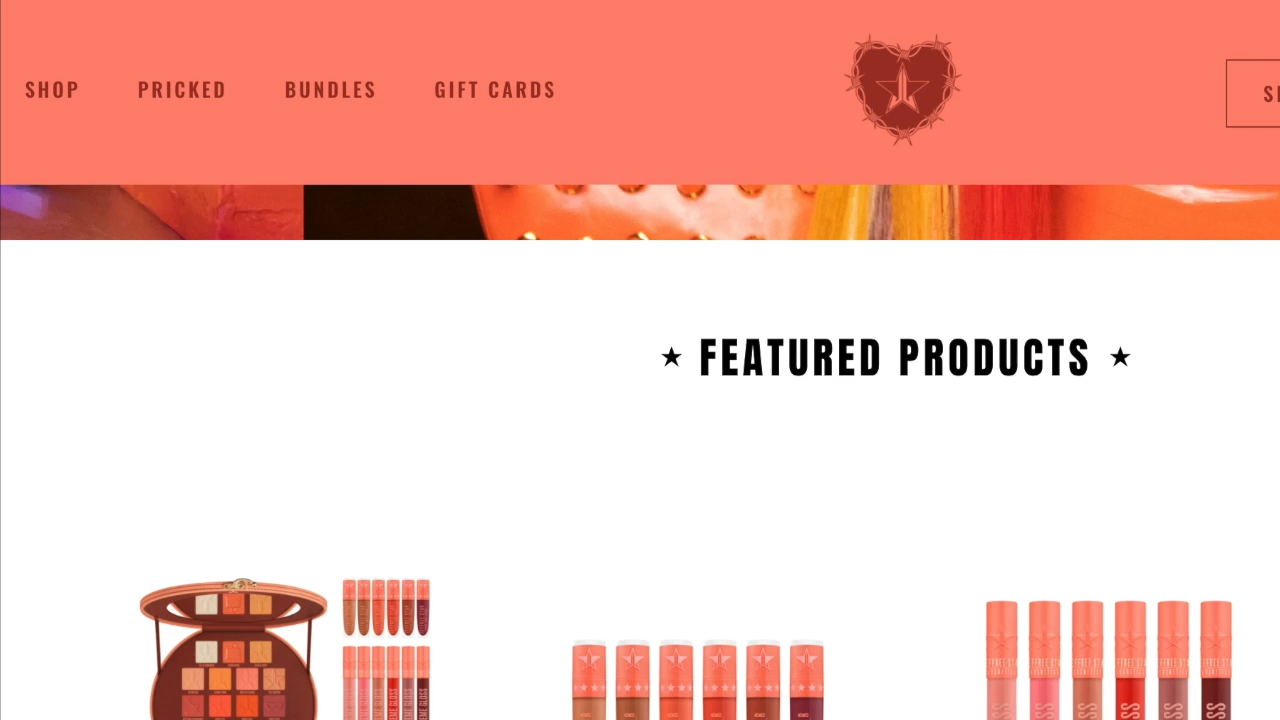 SHOP PRICKED BUNDLES GIFT CARDS
★ FEATURED PRODUCTS ★